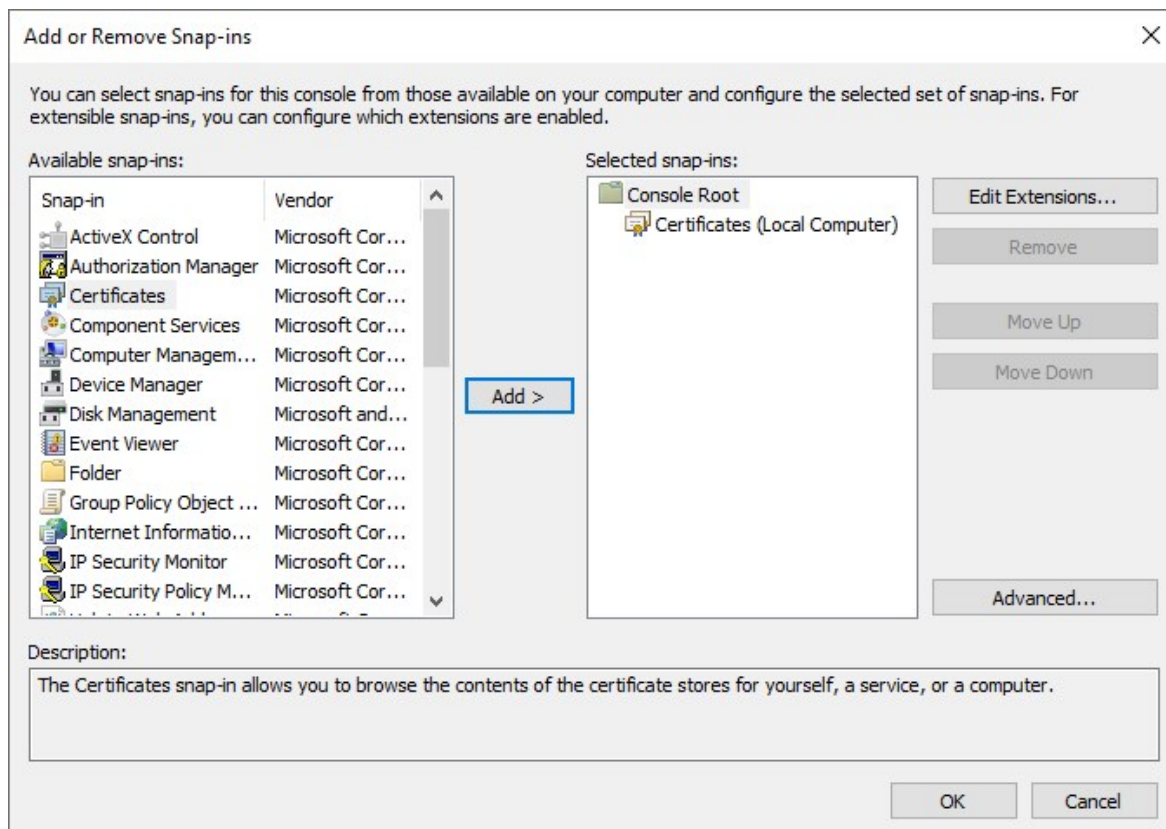 Add or Remove Snap-ins
You can select snap-ins for this console from those available on your computer and configure the selected set of snap-ins. For
extensible snap-ins, you can configure which extensions are enabled.
Available snap-ins:
Snap-in Vendor
ActiveX Control Microsoft Cor...
Authorization Manager Microsoft Cor...
Certificates Microsoft Cor...
Component Services Microsoft Cor...
Computer Managem... Microsoft Cor...
Device Manager Microsoft Cor...
Disk Management Microsoft and...
Event Viewer Microsoft Cor...
Folder Microsoft Cor...
Group Policy Object ... Microsoft Cor...
Internet Informatio... Microsoft Cor...
IP Security Monitor Microsoft Cor...
IP Security Policy M... Microsoft Cor...
Add >
Selected snap-ins:
Console Root
Certificates (Local Computer)
Edit Extensions...
Remove
Move Up
Move Down
Advanced...
Description:
The Certificates snap-in allows you to browse the contents of the certificate stores for yourself, a service, or a computer.
OK
Cancel